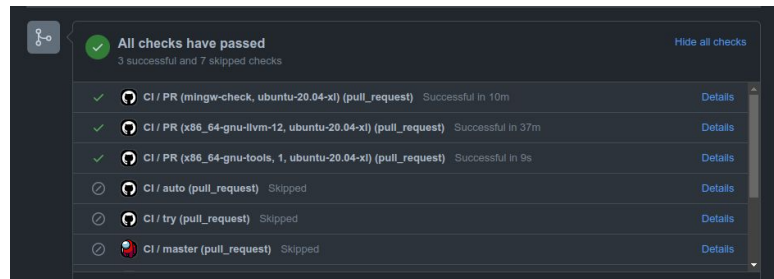 All checks have passed
Hide all checks
3 successful and 7 skipped checks
CI / PR (mingw-check, ubuntu-20.04-xl) (pull_request) Successful in 10m Details
CI / PR (x86_64-gnu-llvm-12, ubuntu-20.04-xl) (pull_request) Successful in 37m Details
CI / PR (x86_64-gnu-tools, 1, ubuntu-20.04-xl) (pull_request) Successful in 9s Details
CI / auto (pull_request) Skipped Details
CI / try (pull_request) Skipped Details
CI / master (pull_request) Skipped Details